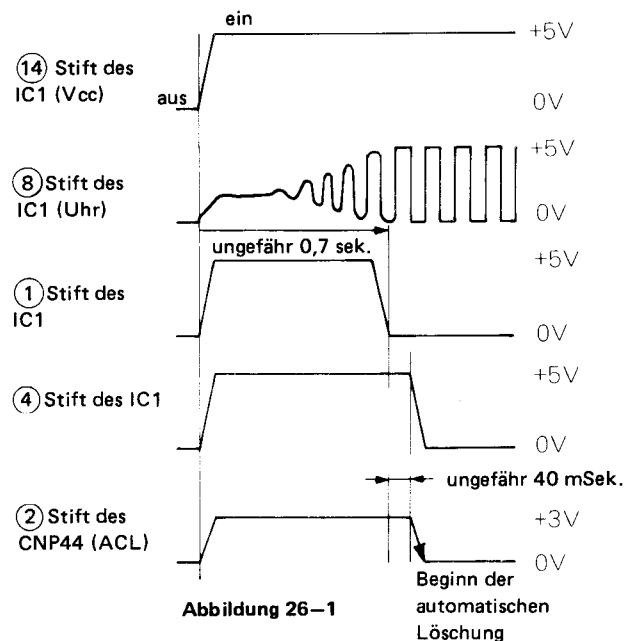 ein
+5V
⑭ Stift des
IC1 (Vcc)
aus
0V
+5V
⑧ Stift des
IC1 (Uhr)
0V
ungefähr 0,7 sek.
+5V
① Stift des
IC1
0V
+5V
④ Stift des IC1
0V
ungefähr 40 mSek.
② Stift des
CNP44 (ACL)
+3V
0V
Beginn der
automatischen
Löschung
Abbildung 26–1